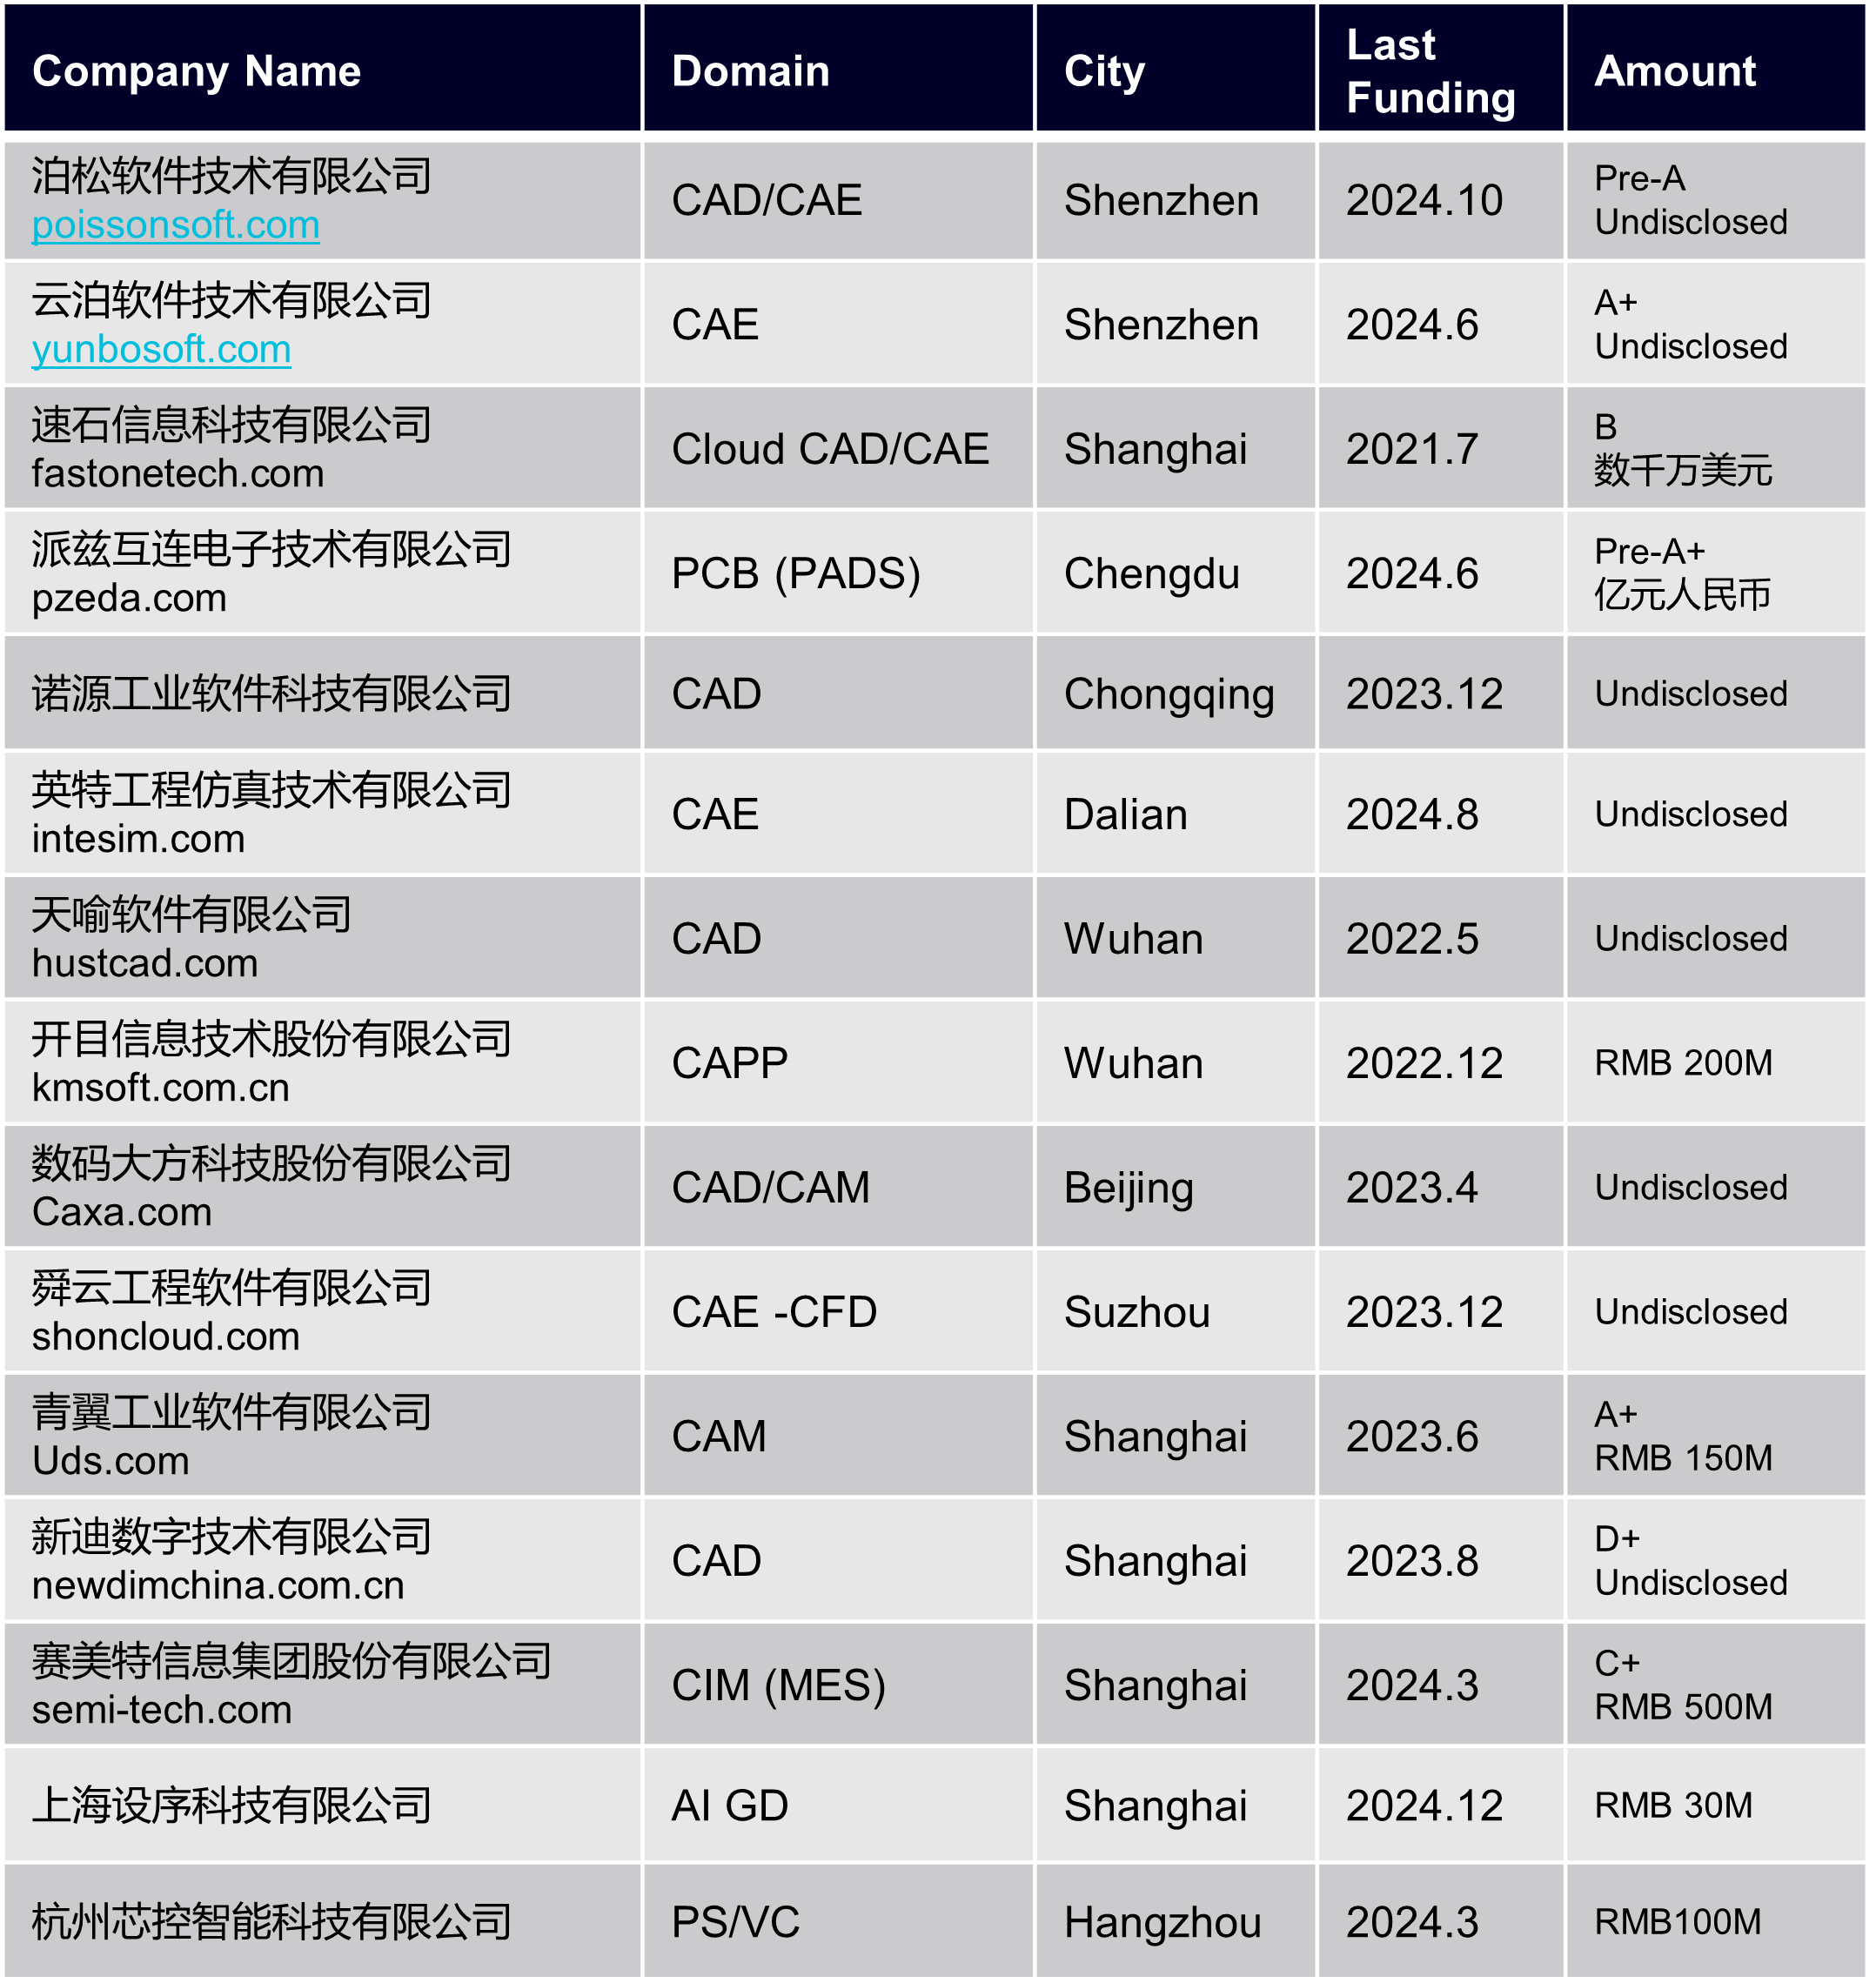 Company Name
Domain
City
Last
Funding
Amount
泊松软件技术有限公司
poissonsoft.com
CAD/CAE
Shenzhen
2024.10
Pre-A
Undisclosed
云泊软件技术有限公司
yunbosoft.com
CAE
Shenzhen
2024.6
A+
Undisclosed
速石信息科技有限公司
fastonetech.com
Cloud CAD/CAE
Shanghai
2021.7
B
数千万美元
派兹互连电子技术有限公司
pzeda.com
PCB (PADS)
Chengdu
2024.6
Pre-A+
亿元人民币
诺源工业软件科技有限公司
CAD
Chongqing
2023.12
Undisclosed
英特工程仿真技术有限公司
intesim.com
CAE
Dalian
2024.8
Undisclosed
天喻软件有限公司
hustcad.com
CAD
Wuhan
2022.5
Undisclosed
开目信息技术股份有限公司
kmsoft.com.cn
CAPP
Wuhan
2022.12
RMB 200M
数码大方科技股份有限公司
Caxa.com
CAD/CAM
Beijing
2023.4
Undisclosed
舜云工程软件有限公司
shoncloud.com
CAE -CFD
Suzhou
2023.12
Undisclosed
青翼工业软件有限公司
Uds.com
CAM
Shanghai
2023.6
A+
RMB 150M
新迪数字技术有限公司
newdimchina.com.cn
CAD
Shanghai
2023.8
D+
Undisclosed
赛美特信息集团股份有限公司
semi-tech.com
CIM (MES)
Shanghai
2024.3
C+
RMB 500M
上海设序科技有限公司
AI GD
Shanghai
2024.12
RMB 30M
杭州芯控智能科技有限公司
PS/VC
Hangzhou
2024.3
RMB100M